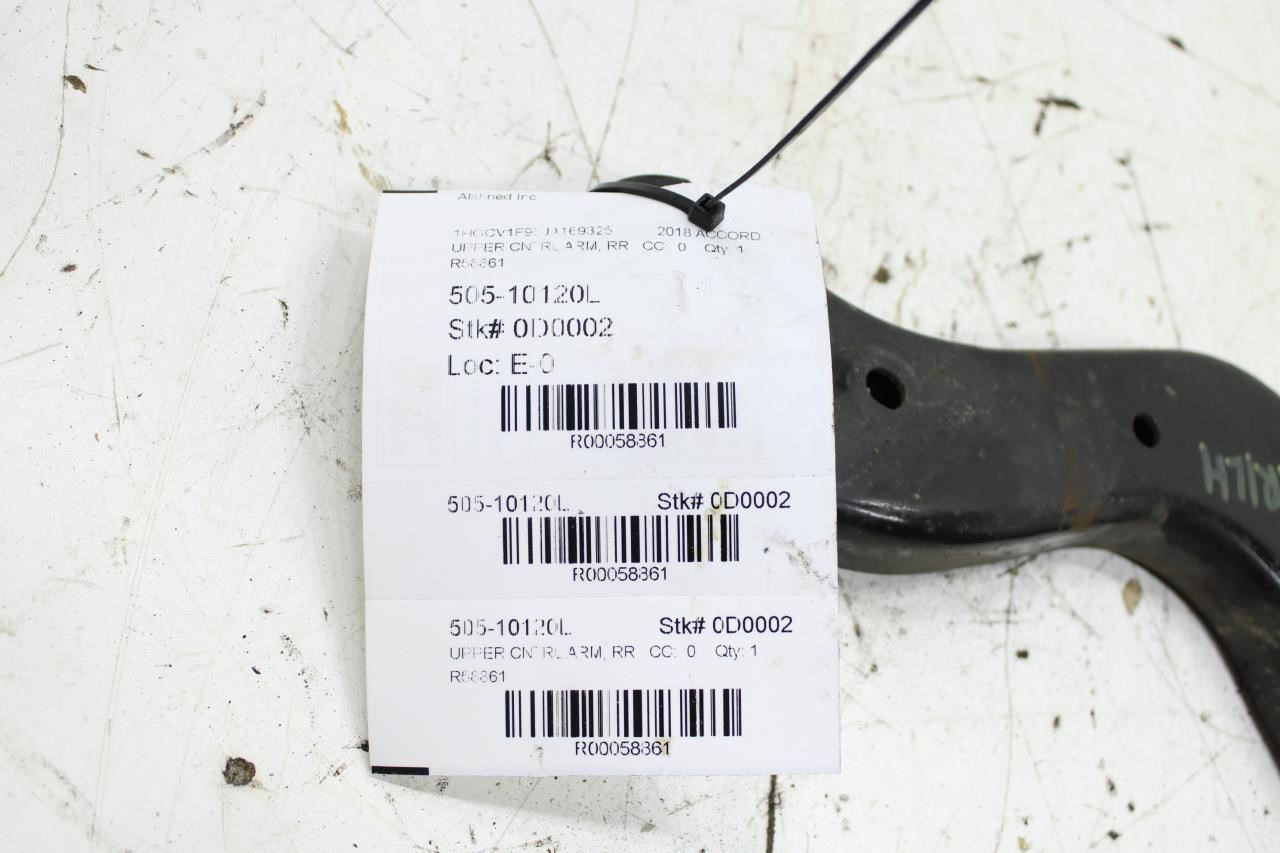 2018 ACCORD
UPPER CNTRL ARM, RR CC: 0 Qty: 1
R58861
505-10120L
Stk# 0D0002
Loc: E-0
R00058861
505-10120L Stk# 0D0002
R00058861
505-10120L Stk# 0D0002
UPPER CNTRL ARM, RR CC: 0 Qty: 1
R58861
R00058861